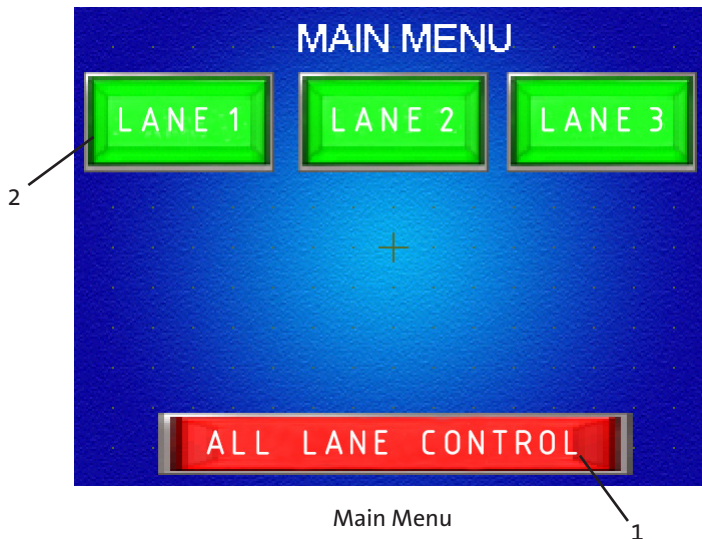 MAIN MENU
LANE 1 LANE 2 LANE 3
2
ALL LANE CONTROL
Main Menu
1